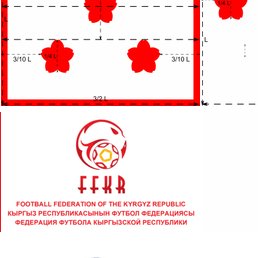 L
3/10 L
3/10 L
L
3/2 L
FFKR
FOOTBALL FEDERATION OF THE KYRGYZ REPUBLIC
КЫРГЫЗ РЕСПУБЛИКАСЫНЫН ФУТБОЛ ФЕДЕРАЦИЯСЫ
ФЕДЕРАЦИЯ ФУТБОЛА КЫРГЫЗСКОЙ РЕСПУБЛИКИ